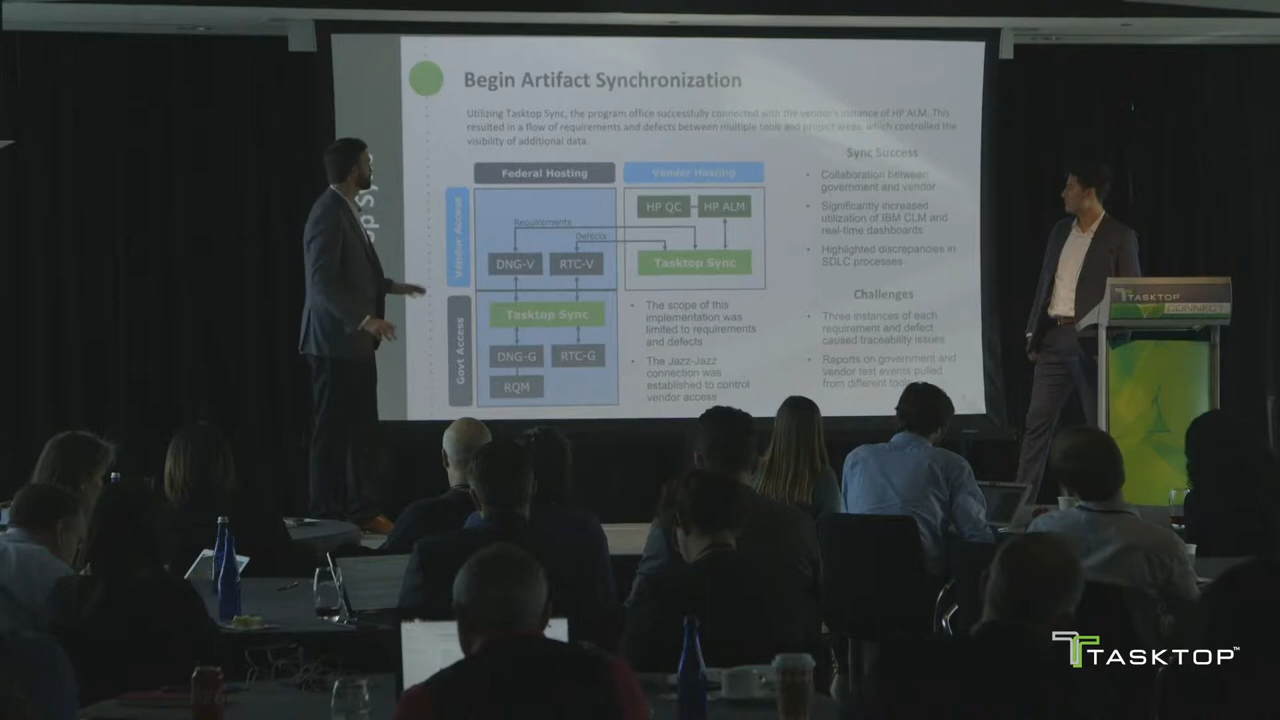 Begin Artifact Synchronization
Utilizing Tasktop Sync, the program office successfully connected with the vendor's instance of HP ALM. This
resulted in a flow of requirements and defects between multiple tools and project areas, which controlled the
visibility of additional data.
Federal Hosting
Vendor Hosting
Vendor Access
Govt Access
HP QC
HP ALM
Requirements
Defects
DNG-V
RTC-V
Tasktop Sync
Tasktop Sync
DNG-G
RTC-G
RQM
• The scope of this
implementation was
limited to requirements
and defects
• The Jazz-Jazz
connection was
established to control
vendor access
Sync Success
• Collaboration between
government and vendor
• Significantly increased
utilization of IBM CLM and
real-time dashboards
• Highlighted discrepancies in
SDLC processes
Challenges
• Three instances of each
requirement and defect
caused traceability issues
• Reports on government and
vendor test events pulled
from different tools
TASKTOP
CONNECT
TASKTOP™